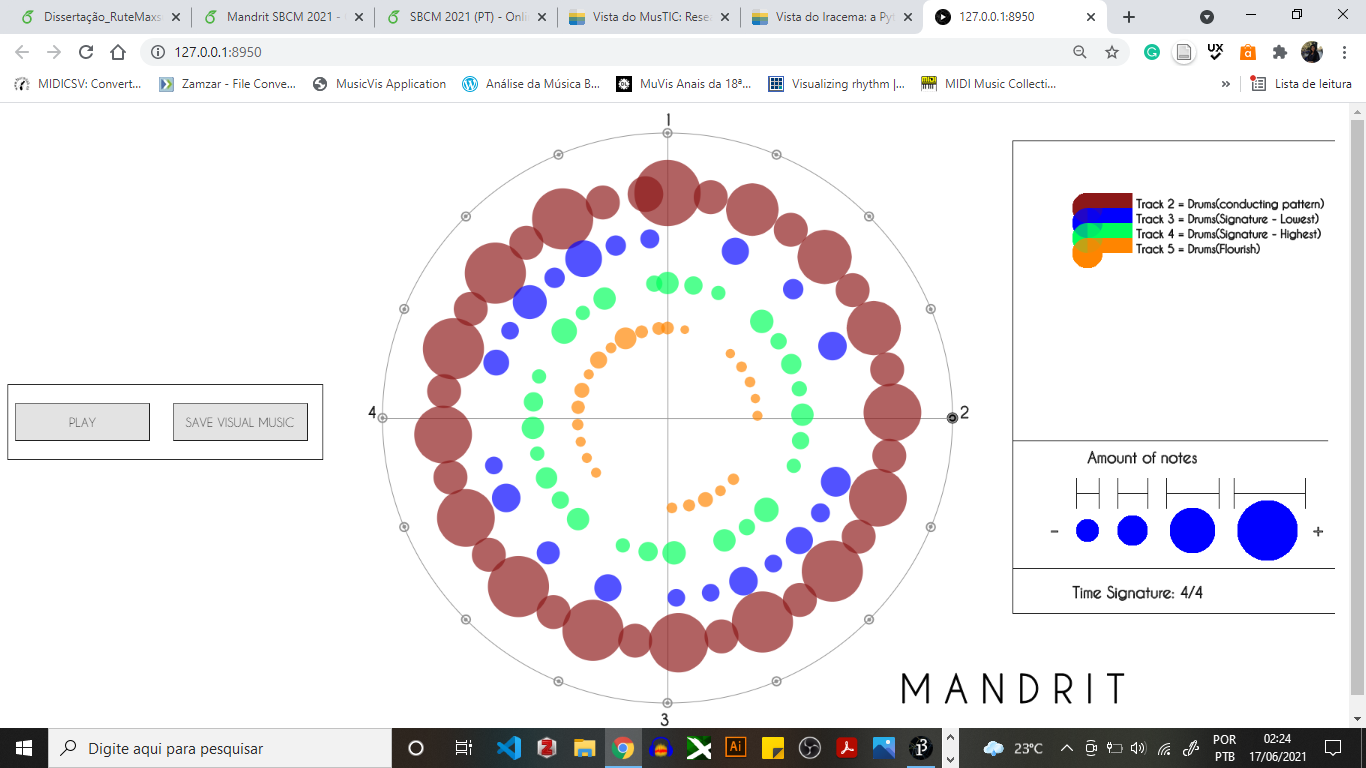 Dissertação_RuteMaxs
Mandrit SBCM 2021 -
SBCM 2021 (PT) - Onli
Vista do MusTIC: Rese
Vista do Iracema: a Pyt
127.0.0.1:8950
127.0.0.1:8950
MIDICSV: Convert...
Zamzar - File Conve...
MusicVis Application
Análise da Música B...
MuVis Anais da 18ª...
Visualizing rhythm |...
MIDI Music Collecti...
»
Lista de leitura
1
2
3
4
PLAY
SAVE VISUAL MUSIC
Track 2 = Drums(conducting pattern)
Track 3 = Drums(Signature - Lowest)
Track 4 = Drums(Signature - Highest)
Track 5 = Drums(Flourish)
Amount of notes
- +
Time Signature: 4/4
MANDRIT
Digite aqui para pesquisar
23°C
POR
PTB
02:24
17/06/2021